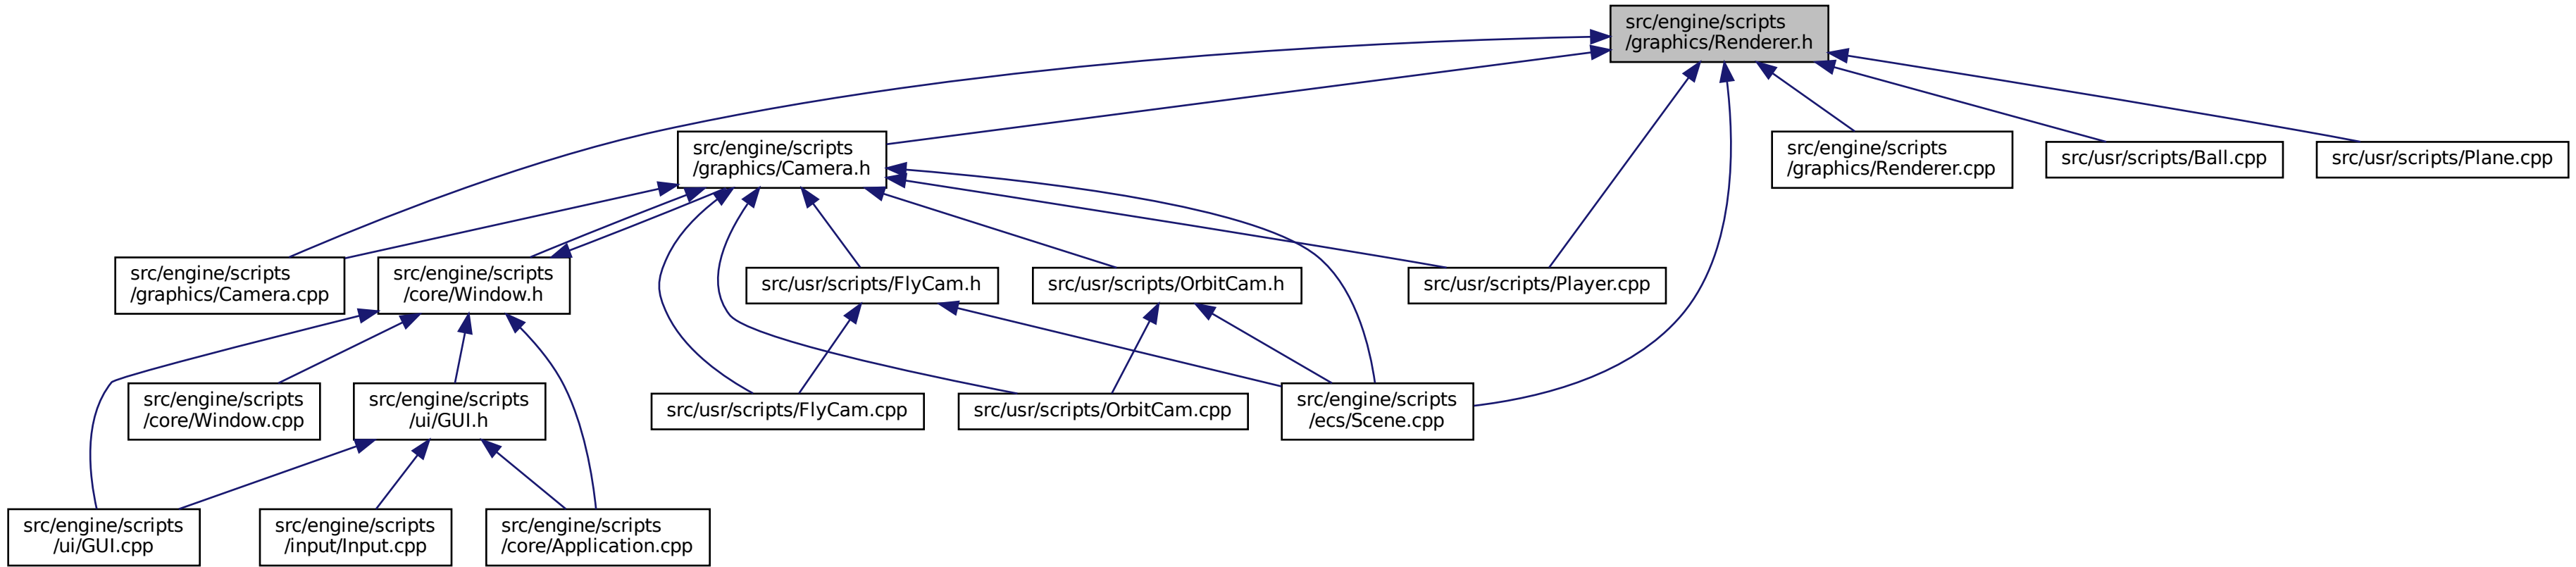 src/engine/scripts
/graphics/Renderer.h
src/engine/scripts
/graphics/Camera.h
src/engine/scripts
/graphics/Renderer.cpp
src/usr/scripts/Ball.cpp
src/usr/scripts/Plane.cpp
src/engine/scripts
/graphics/Camera.cpp
src/engine/scripts
/core/Window.h
src/usr/scripts/FlyCam.h
src/usr/scripts/OrbitCam.h
src/usr/scripts/Player.cpp
src/engine/scripts
/core/Window.cpp
src/engine/scripts
/ui/GUI.h
src/usr/scripts/FlyCam.cpp
src/usr/scripts/OrbitCam.cpp
src/engine/scripts
/ecs/Scene.cpp
src/engine/scripts
/ui/GUI.cpp
src/engine/scripts
/input/Input.cpp
src/engine/scripts
/core/Application.cpp